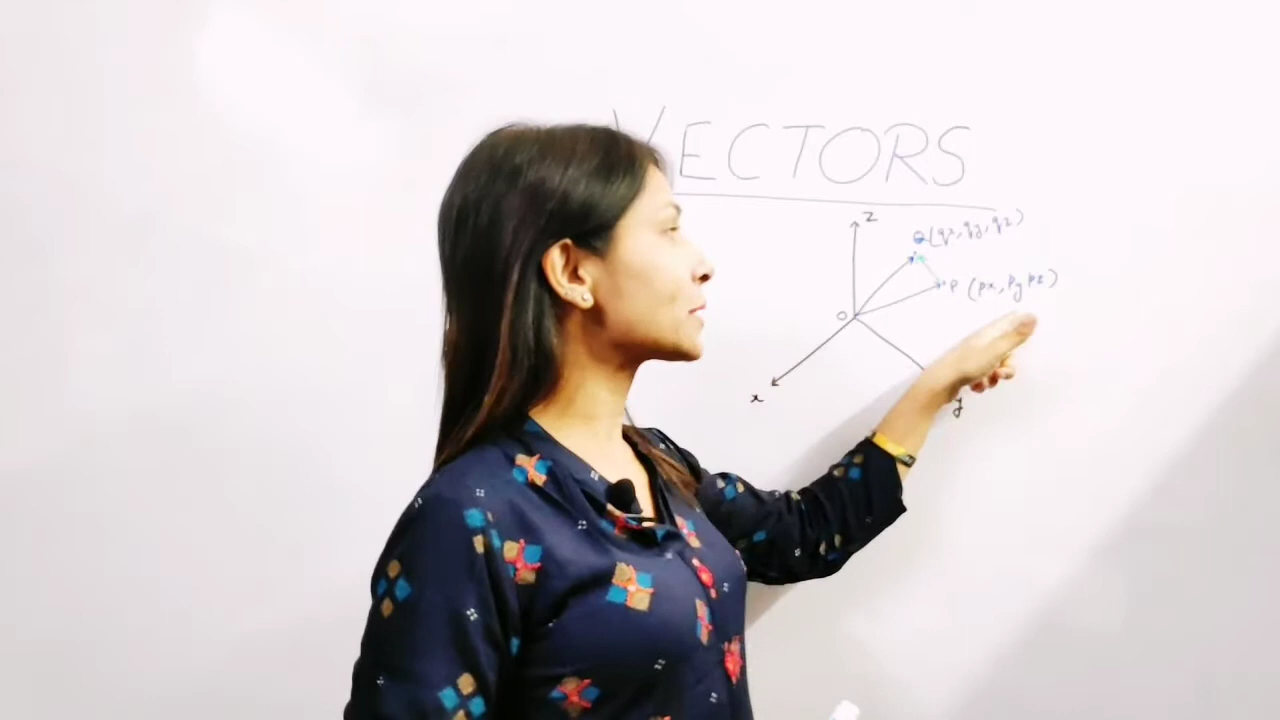 VECTORS
z
Q (qx, qy, qz)
P (px, py pz)
O
x
y